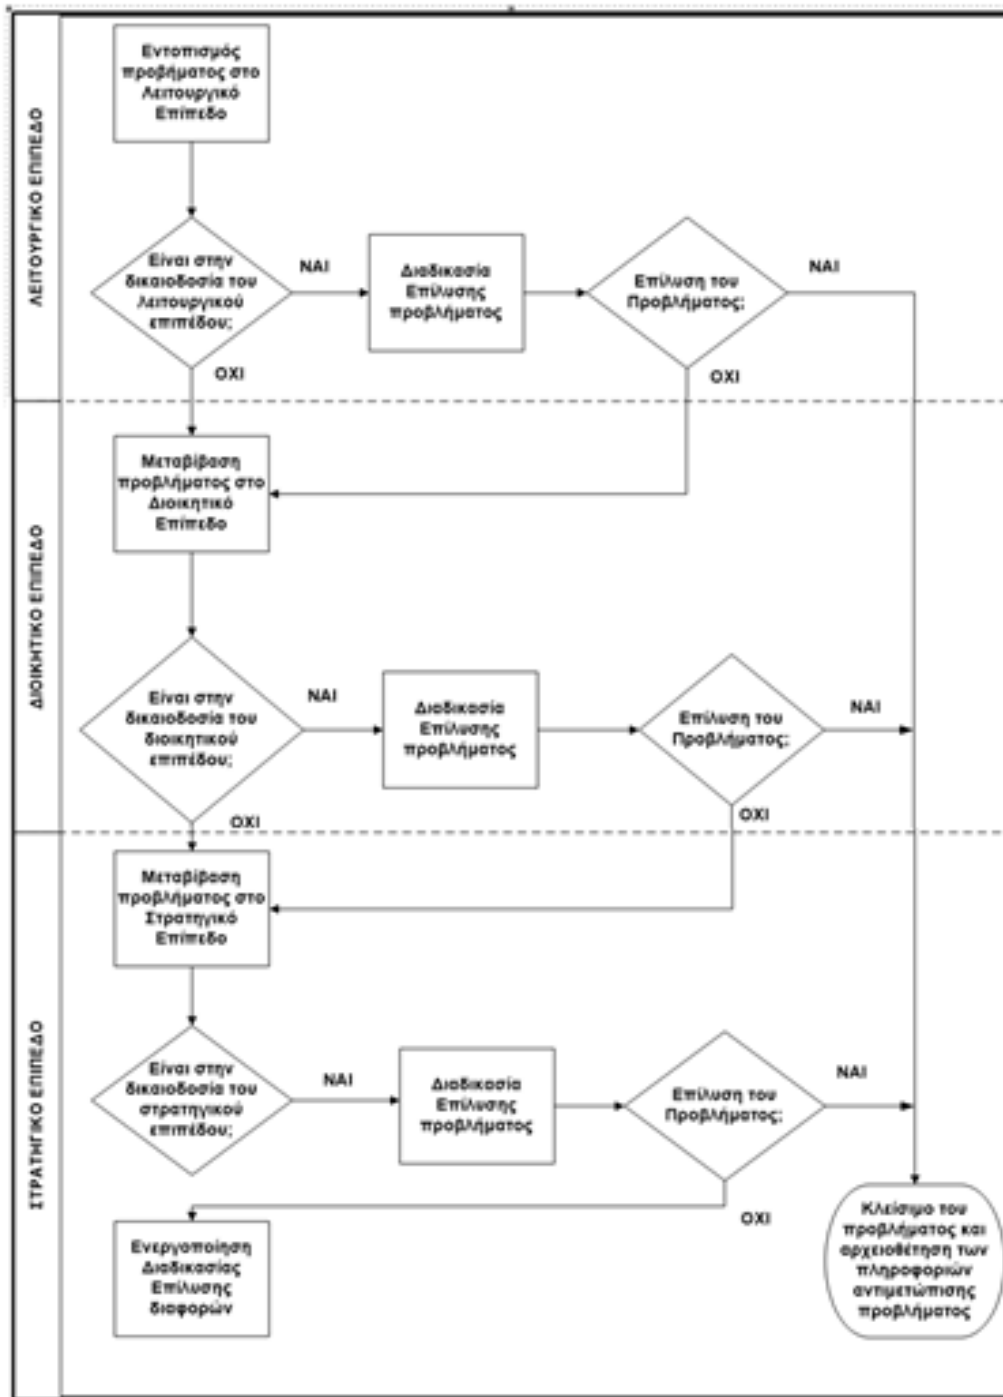 ΛΕΙΤΟΥΡΓΙΚΟ ΕΠΙΠΕΔΟ
Εντοπισμός
προβήματος στο
Λειτουργικό
Επίπεδο
Είναι στην
δικαιοδοσία του
λειτουργικού
επιπέδου;
ΝΑΙ
Διαδικασία
Επίλυσης
προβλήματος
Επίλυση του
Προβλήματος;
ΝΑΙ
ΟΧΙ
ΟΧΙ
ΔΙΟΙΚΗΤΙΚΟ ΕΠΙΠΕΔΟ
Μεταβίβαση
προβλήματος στο
Διοικητικό
Επίπεδο
Είναι στην
δικαιοδοσία του
διοικητικού
επιπέδου;
ΝΑΙ
Διαδικασία
Επίλυσης
προβλήματος
Επίλυση του
Προβλήματος;
ΝΑΙ
ΟΧΙ
ΟΧΙ
ΣΤΡΑΤΗΓΙΚΟ ΕΠΙΠΕΔΟ
Μεταβίβαση
προβλήματος στο
Στρατηγικό
Επίπεδο
Είναι στην
δικαιοδοσία του
στρατηγικού
επιπέδου;
ΝΑΙ
Διαδικασία
Επίλυσης
προβλήματος
Επίλυση του
Προβλήματος;
ΝΑΙ
ΟΧΙ
Ενεργοποίηση
Διαδικασίας
Επίλυσης
διαφορών
Κλείσιμο του
προβλήματος και
αρχειοθέτηση των
πληροφοριών
αντιμετώπισης
προβλήματος